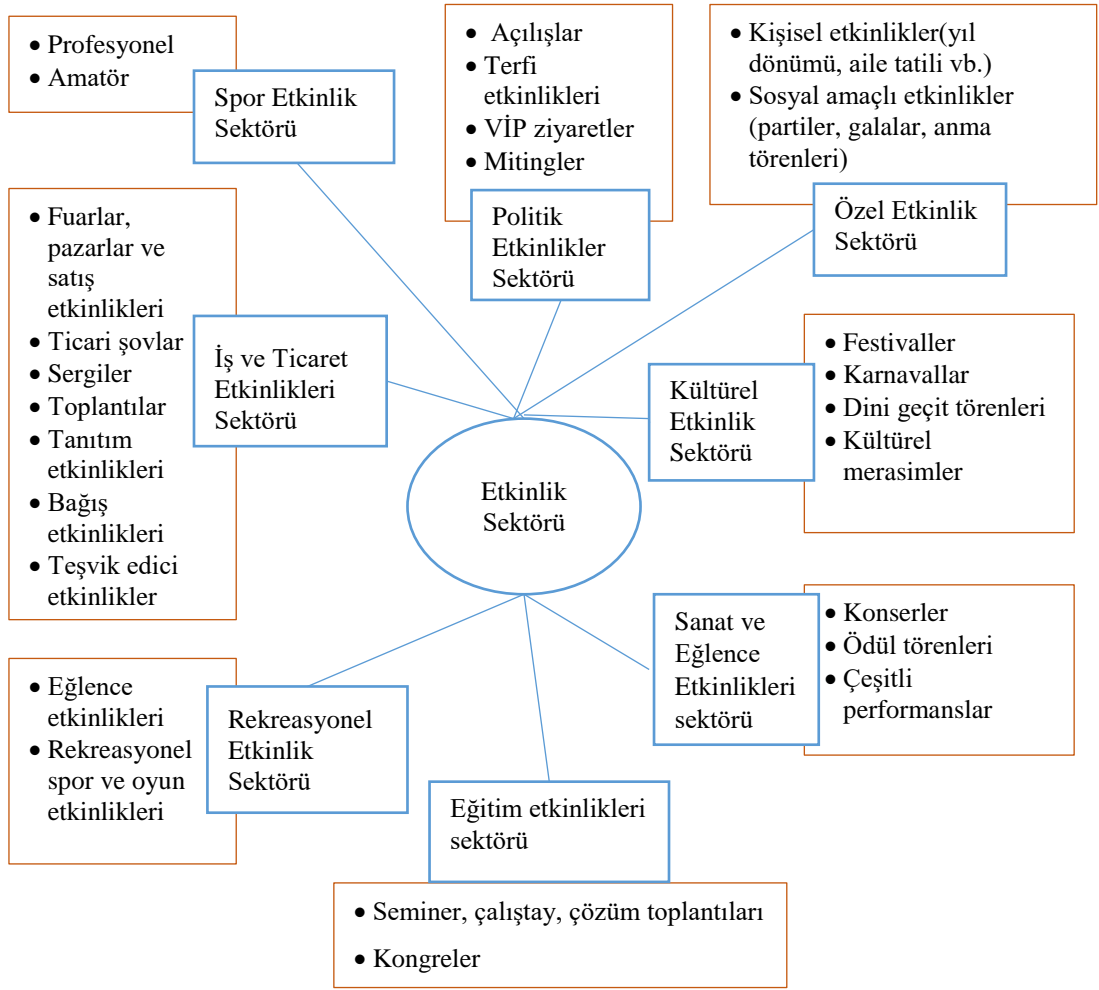 • Profesyonel
• Amatör
Spor Etkinlik
Sektörü
• Açılışlar
• Terfi
etkinlikleri
• VİP ziyaretler
• Mitingler
Politik
Etkinlikler
Sektörü
• Kişisel etkinlikler(yıl
dönümü, aile tatili vb.)
• Sosyal amaçlı etkinlikler
(partiler, galalar, anma
törenleri)
Özel Etkinlik
Sektörü
• Fuarlar,
pazarlar ve
satış
etkinlikleri
• Ticari şovlar
• Sergiler
• Toplantılar
• Tanıtım
etkinlikleri
• Bağış
etkinlikleri
• Teşvik edici
etkinlikler
İş ve Ticaret
Etkinlikleri
Sektörü
Kültürel
Etkinlik
Sektörü
• Festivaller
• Karnavallar
• Dini geçit törenleri
• Kültürel
merasimler
Etkinlik
Sektörü
Sanat ve
Eğlence
Etkinlikleri
sektörü
• Konserler
• Ödül törenleri
• Çeşitli
performanslar
• Eğlence
etkinlikleri
• Rekreasyonel
spor ve oyun
etkinlikleri
Rekreasyonel
Etkinlik
Sektörü
Eğitim etkinlikleri
sektörü
• Seminer, çalıştay, çözüm toplantıları
• Kongreler